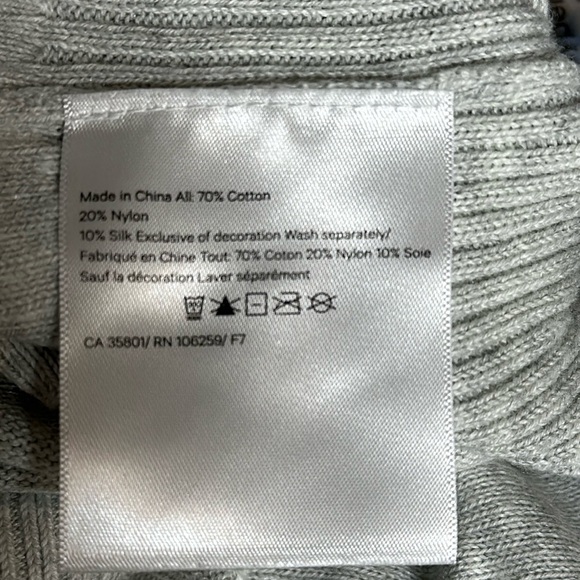 Made in China All: 70% Cotton
20% Nylon
10% Silk Exclusive of decoration Wash separately/
Fabriqué en Chine Tout: 70% Coton 20% Nylon 10% Soie
Sauf la décoration Laver séparément
CA 35801/ RN 106259/ F7